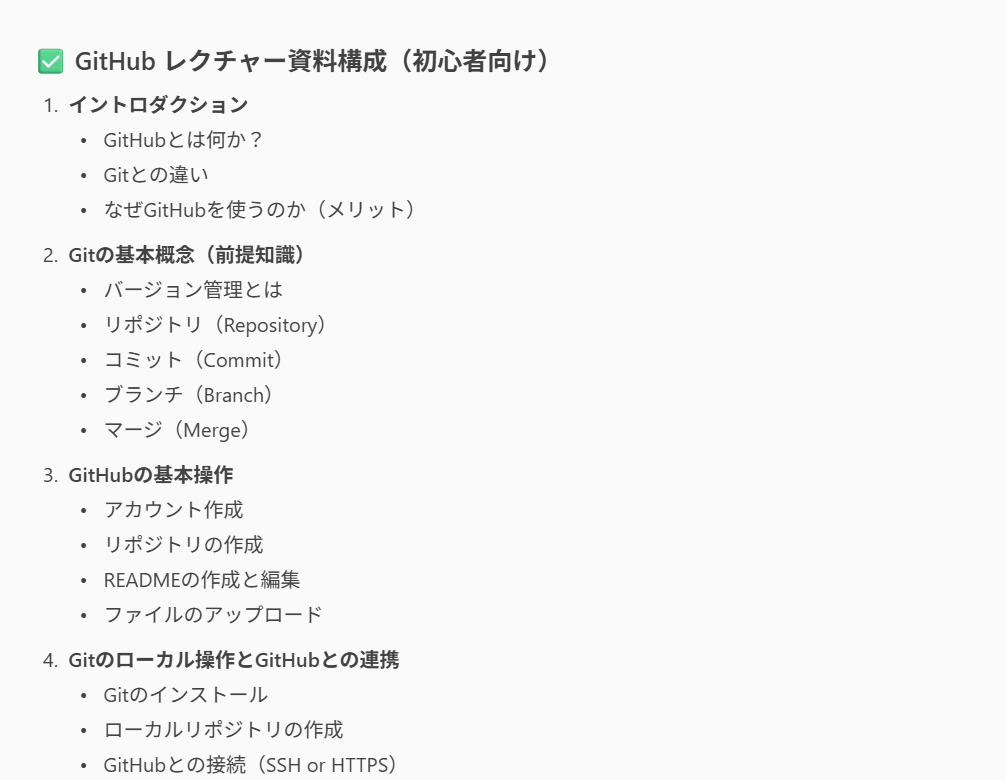 ✅ GitHub レクチャー資料構成（初心者向け）
1. イントロダクション
• GitHubとは何か？
• Gitとの違い
• なぜGitHubを使うのか（メリット）
2. Gitの基本概念（前提知識）
• バージョン管理とは
• リポジトリ（Repository）
• コミット（Commit）
• ブランチ（Branch）
• マージ（Merge）
3. GitHubの基本操作
• アカウント作成
• リポジトリの作成
• READMEの作成と編集
• ファイルのアップロード
4. Gitのローカル操作とGitHubとの連携
• Gitのインストール
• ローカルリポジトリの作成
• GitHubとの接続（SSH or HTTPS）